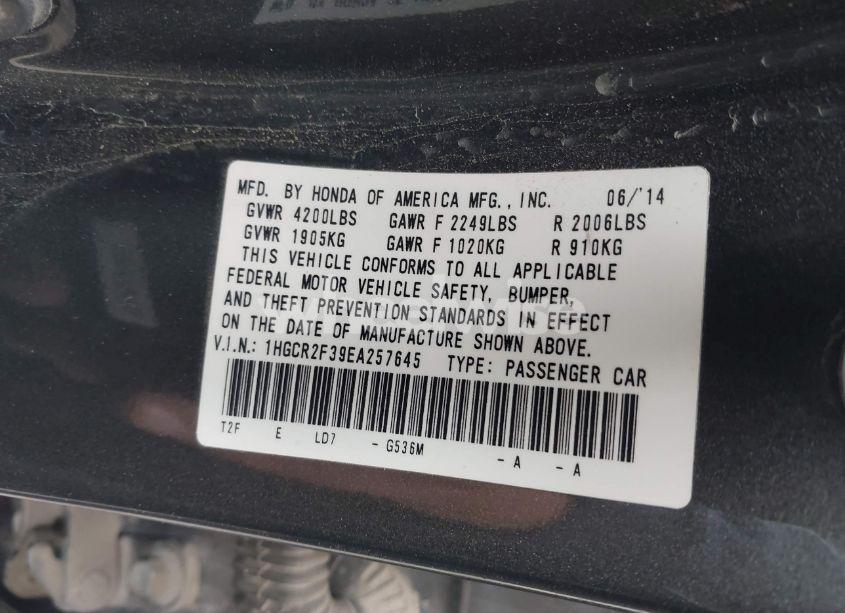 MFD. BY HONDA OF AMERICA MFG., INC. 06/'14
GVWR 4200LBS GAWR F 2249LBS R 2006LBS
GVWR 1905KG GAWR F 1020KG R 910KG
THIS VEHICLE CONFORMS TO ALL APPLICABLE
FEDERAL MOTOR VEHICLE SAFETY, BUMPER,
AND THEFT PREVENTION STANDARDS IN EFFECT
ON THE DATE OF MANUFACTURE SHOWN ABOVE.
V.I.N.: 1HGCR2F39EA257645 TYPE: PASSENGER CAR
T2F E LD7 - G536M - A - A